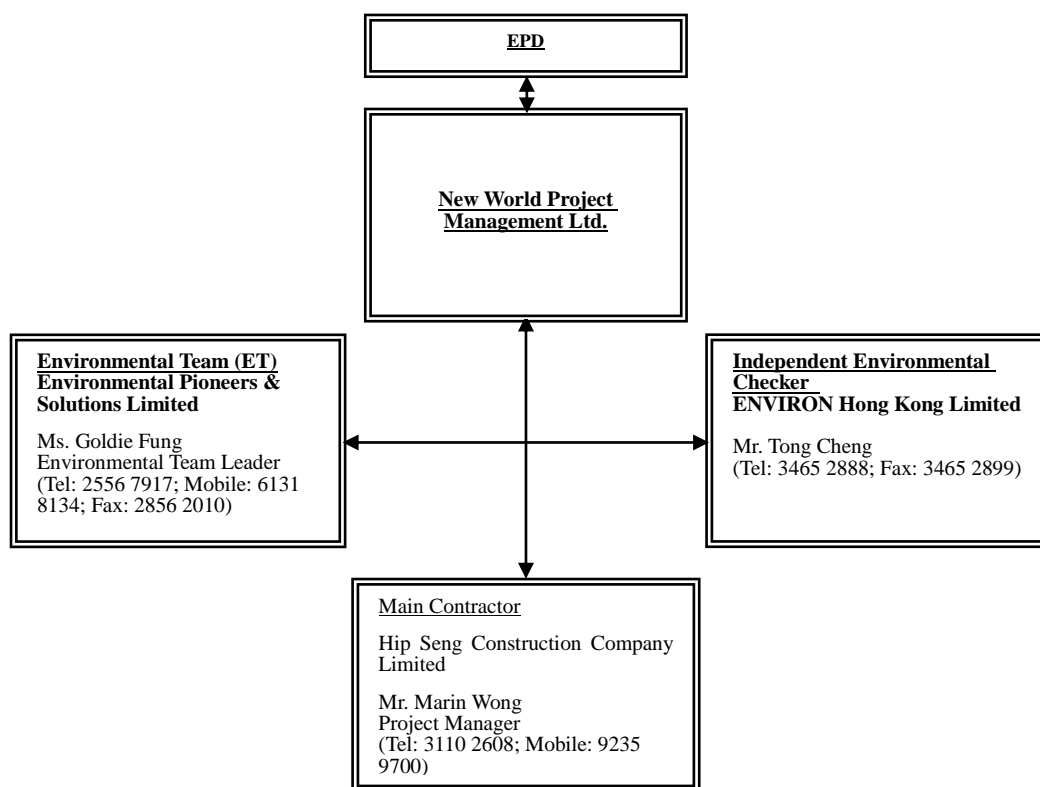 EPD
New World Project
Management Ltd.
Environmental Team (ET)
Environmental Pioneers &
Solutions Limited
Ms. Goldie Fung
Environmental Team Leader
(Tel: 2556 7917; Mobile: 6131
8134; Fax: 2856 2010)
Independent Environmental
Checker
ENVIRON Hong Kong Limited
Mr. Tong Cheng
(Tel: 3465 2888; Fax: 3465 2899)
Main Contractor
Hip Seng Construction Company
Limited
Mr. Marin Wong
Project Manager
(Tel: 3110 2608; Mobile: 9235
9700)